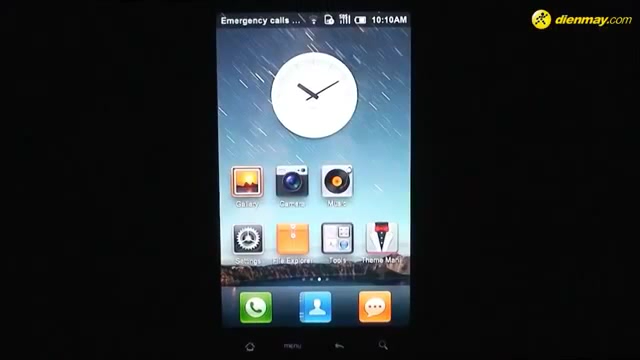 Emergency calls ... 10:10AM
dienmay.com
Gallery Camera Music
Settings File Explorer Tools Theme Mana
menu